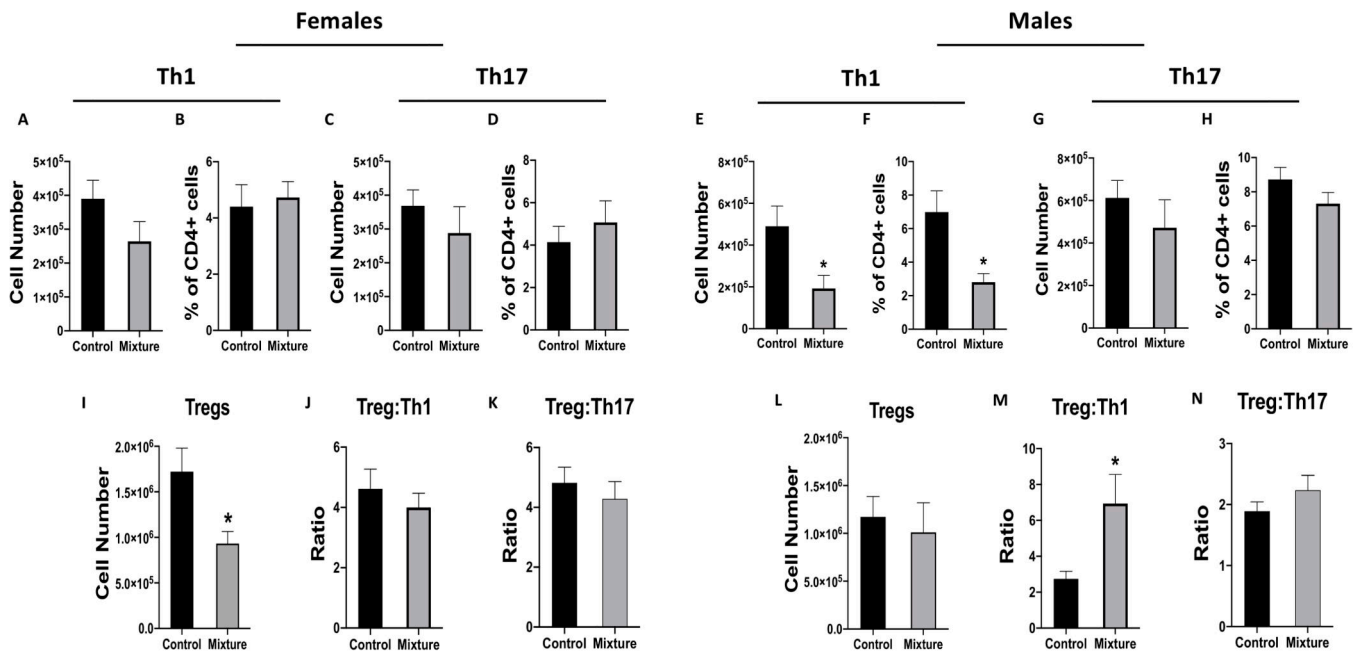 Females
Males
Th1
Th17
Th1
Th17
A
B
C
D
E
F
G
H
Cell Number
5×10⁵
4×10⁵
3×10⁵
2×10⁵
1×10⁵
0
Control Mixture
% of CD4+ cells
6
4
2
0
Control Mixture
Cell Number
5×10⁵
4×10⁵
3×10⁵
2×10⁵
1×10⁵
0
Control Mixture
% of CD4+ cells
8
6
4
2
0
Control Mixture
Cell Number
8×10⁵
6×10⁵
4×10⁵
2×10⁵
0
*
Control Mixture
% of CD4+ cells
10
8
6
4
2
0
*
Control Mixture
Cell Number
8×10⁵
6×10⁵
4×10⁵
2×10⁵
0
Control Mixture
% of CD4+ cells
10
8
6
4
2
0
Control Mixture
I
Tregs
Cell Number
2.0×10⁶
1.5×10⁶
1.0×10⁶
5.0×10⁵
0.0
*
Control Mixture
J
Treg:Th1
Ratio
6
4
2
0
Control Mixture
K
Treg:Th17
Ratio
6
4
2
0
Control Mixture
L
Tregs
Cell Number
2.0×10⁶
1.5×10⁶
1.0×10⁶
5.0×10⁵
0.0
Control Mixture
M
Treg:Th1
Ratio
10
8
6
4
2
0
*
Control Mixture
N
Treg:Th17
Ratio
3
2
1
0
Control Mixture